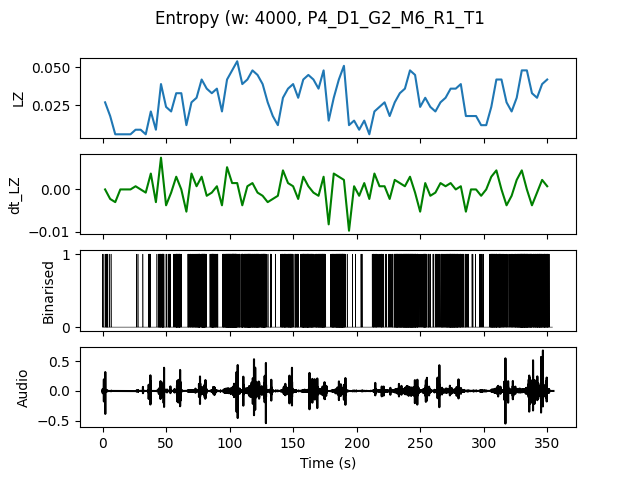 Entropy (w: 4000, P4_D1_G2_M6_R1_T1
0.050
0.025
LZ
0.00
−0.01
dt_LZ
1
0
Binarised
0.5
0.0
−0.5
Audio
0 50 100 150 200 250 300 350
Time (s)